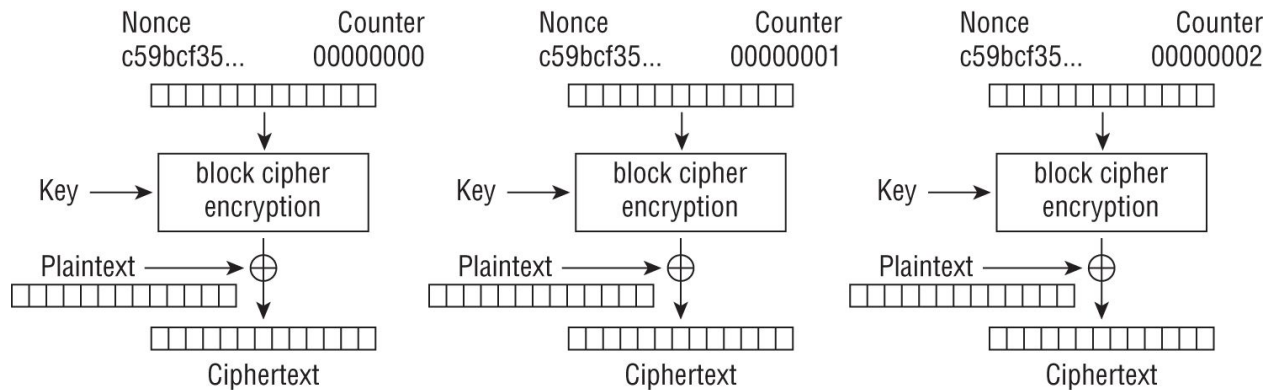 Nonce Counter
c59bcf35... 00000000
block cipher
encryption
Key
Plaintext
Ciphertext
Nonce Counter
c59bcf35... 00000001
block cipher
encryption
Key
Plaintext
Ciphertext
Nonce Counter
c59bcf35... 00000002
block cipher
encryption
Key
Plaintext
Ciphertext